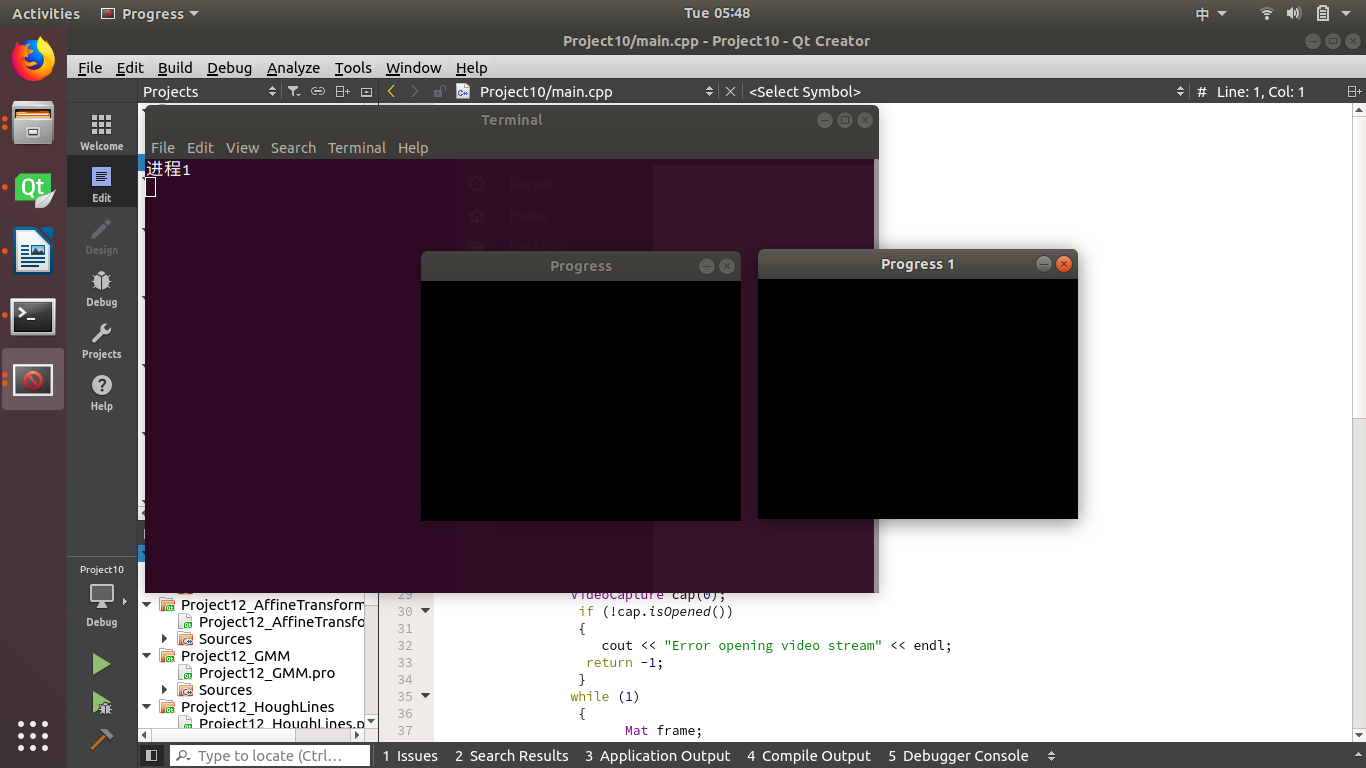 Activities Progress Tue 05:48 中
Project10/main.cpp - Project10 - Qt Creator
File Edit Build Debug Analyze Tools Window Help
Projects Project10/main.cpp <Select Symbol> # Line: 1, Col: 1
Welcome
Edit
Design
Debug
Projects
Help
Project10
Debug
Terminal
File Edit View Search Terminal Help
进程1
Recent
Home
Desktop
Progress
Progress 1
Project12_AffineTransform
Project12_AffineTransfo
Sources
Project12_GMM
Project12_GMM.pro
Sources
Project12_HoughLines
Project12_HoughLines.p
29 VideoCapture cap(0);
30 if (!cap.isOpened())
31 {
32 cout << "Error opening video stream" << endl;
33 return -1;
34 }
35 while (1)
36 {
37 Mat frame;
Type to locate (Ctrl... 1 Issues 2 Search Results 3 Application Output 4 Compile Output 5 Debugger Console